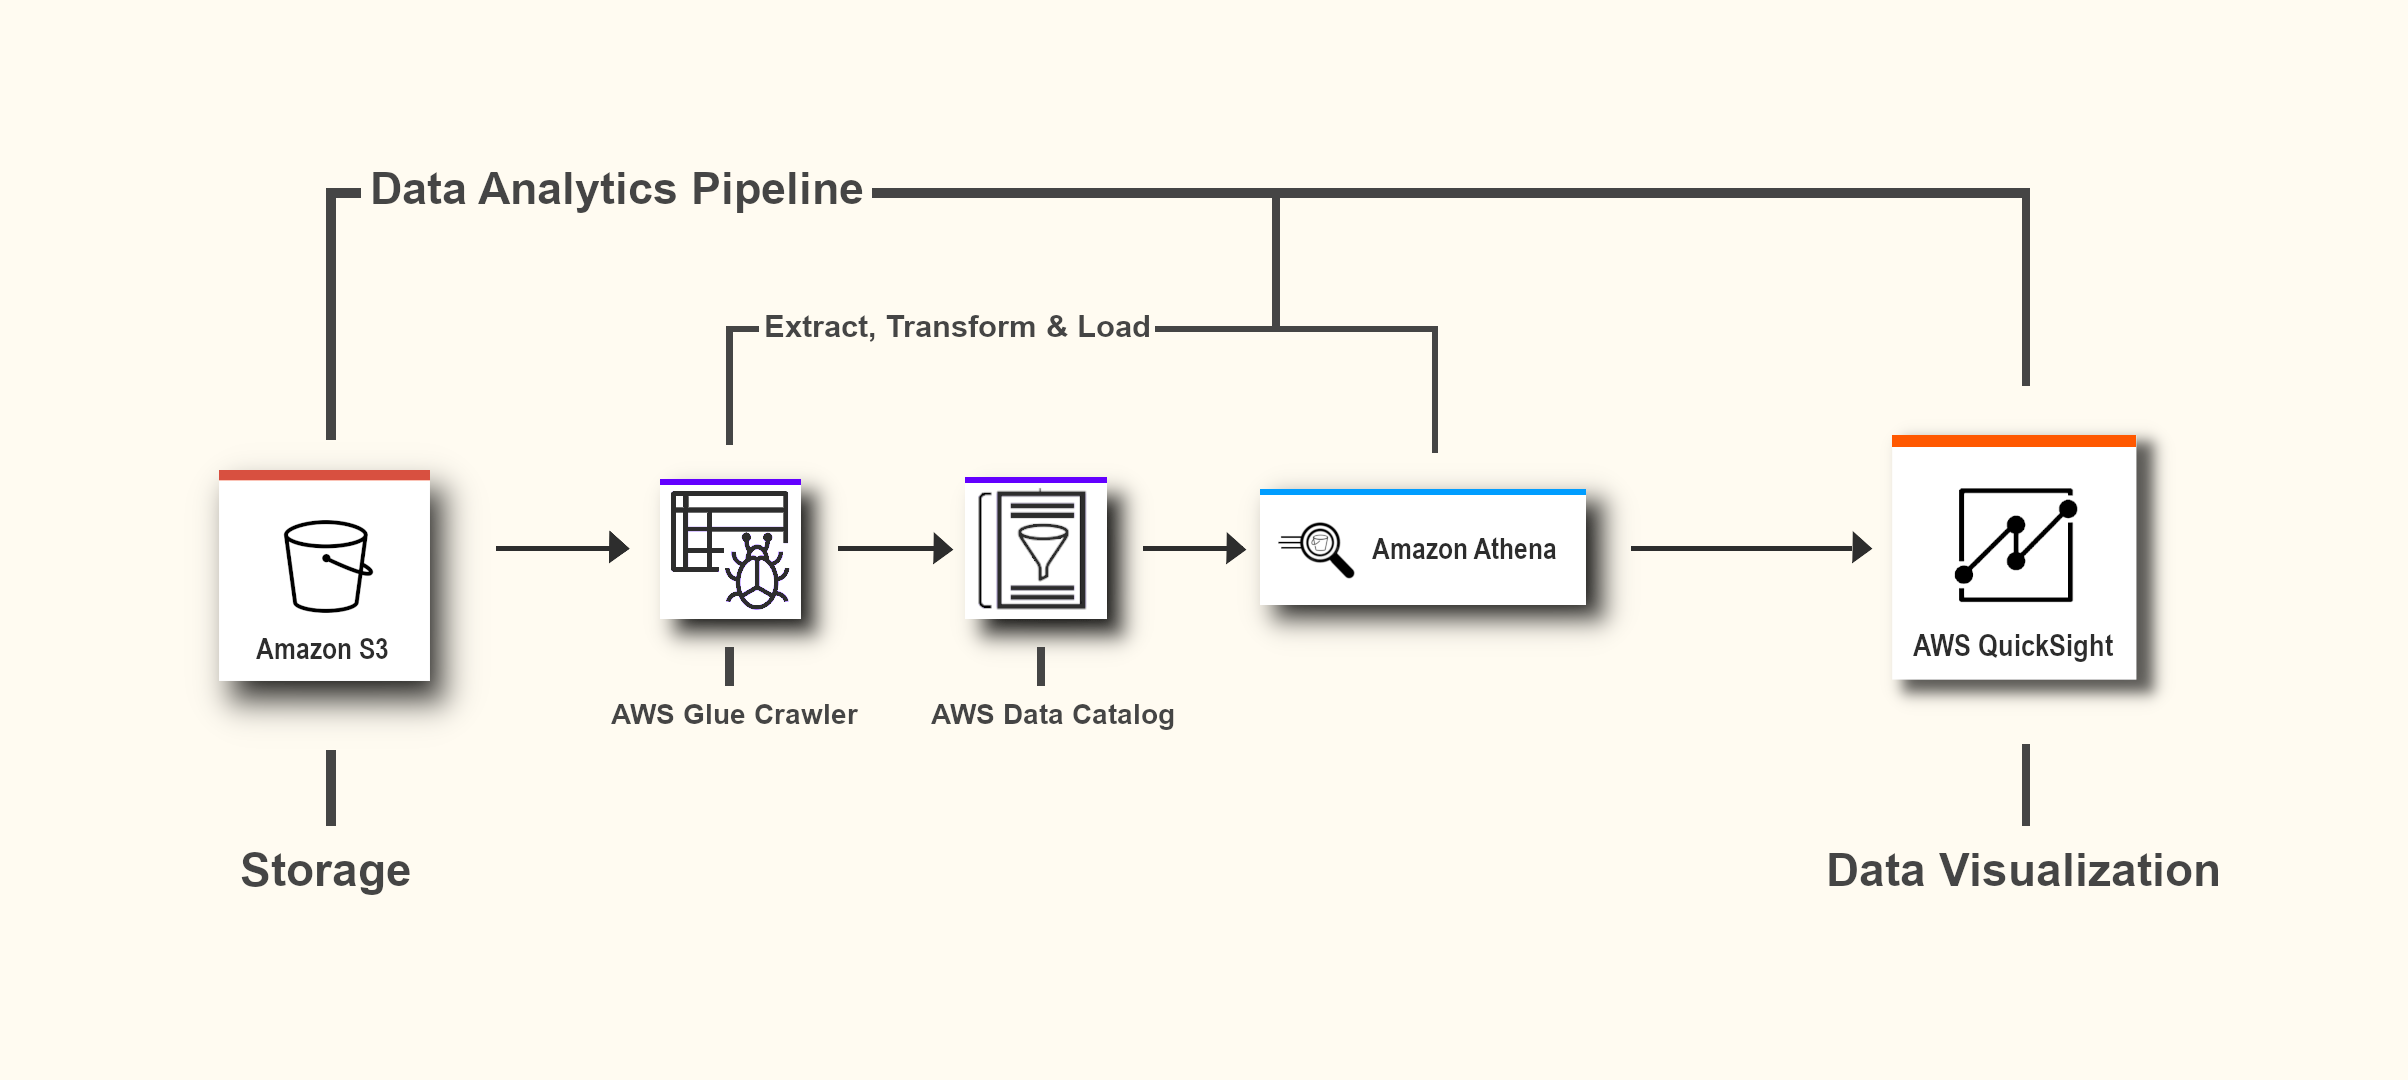 Data Analytics Pipeline
Extract, Transform & Load
Amazon S3
Amazon Athena
AWS QuickSight
AWS Glue Crawler
AWS Data Catalog
Storage
Data Visualization